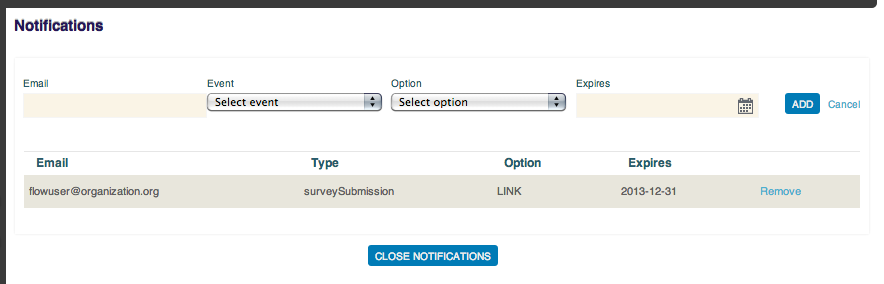 Notifications
Email Event Option Expires
Select event Select option ADD Cancel
Email Type Option Expires
flowuser@organization.org surveySubmission LINK 2013-12-31 Remove
CLOSE NOTIFICATIONS